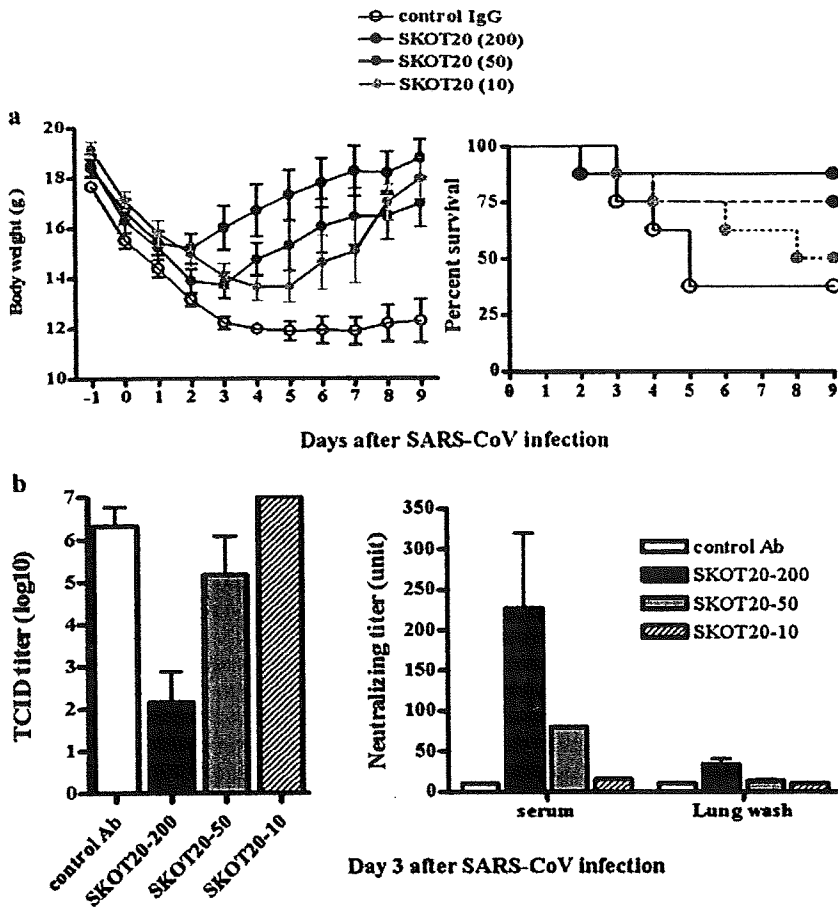 control IgG
SKOT20 (200)
SKOT20 (50)
SKOT20 (10)
a
Body weight (g)
20
18
16
14
12
10
-1 0 1 2 3 4 5 6 7 8 9
Percent survival
100
75
50
25
0
0 1 2 3 4 5 6 7 8 9
Days after SARS-CoV infection
b
TCID titer (log10)
7
6
5
4
3
2
1
0
control Ab
SKOT20-200
SKOT20-50
SKOT20-10
Neutralizing titer (unit)
350
300
250
200
150
100
50
0
control Ab
SKOT20-200
SKOT20-50
SKOT20-10
serum
Lung wash
Day 3 after SARS-CoV infection